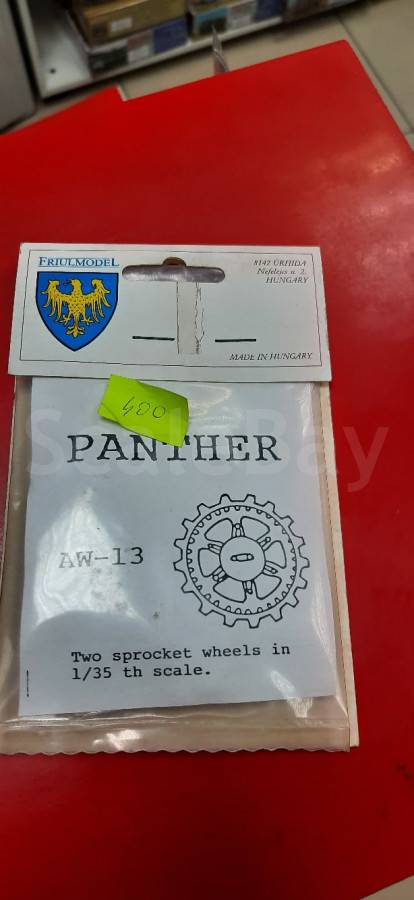 FRIULMODEL
8142 ÚRHIDA
Nefelejcs u. 2.
HUNGARY
MADE IN HUNGARY.
400
PANTHER
ScaleBay
AW-13
Two sprocket wheels in
1/35 th scale.